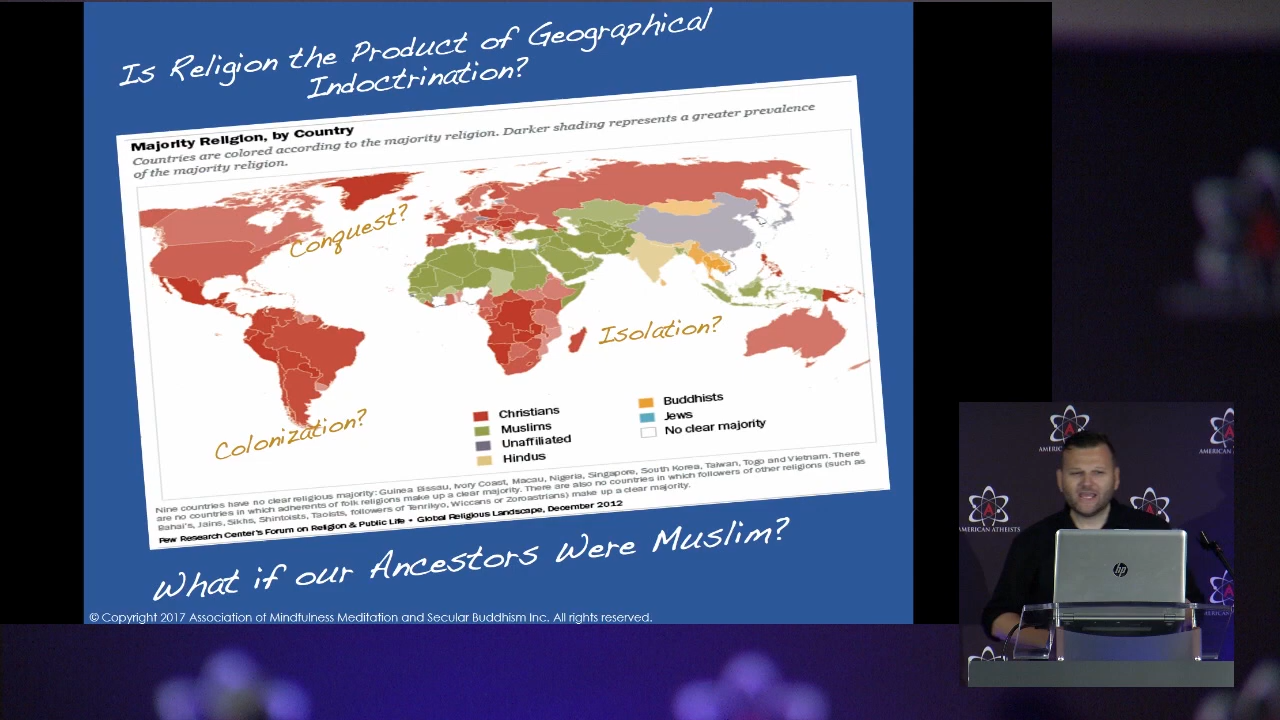 Is Religion the Product of Geographical
Indoctrination?
Majority Religion, by Country
Countries are colored according to the majority religion. Darker shading represents a greater prevalence
of the majority religion.
Conquest?
Isolation?
Colonization?
Christians
Muslims
Unaffiliated
Hindus
Buddhists
Jews
No clear majority
Nine countries have no clear religious majority: Guinea Bissau, Ivory Coast, Macau, Nigeria, Singapore, South Korea, Taiwan, Togo and Vietnam. There
are no countries in which adherents of folk religions make up a clear majority. There are also no countries in which followers of other religions (such as
Bahai's, Jains, Sikhs, Shintoists, Taoists, followers of Tenrikyo, Wiccans or Zoroastrians) make up a clear majority.
Pew Research Center's Forum on Religion & Public Life • Global Religious Landscape, December 2012
What if our Ancestors Were Muslim?
© Copyright 2017 Association of Mindfulness Meditation and Secular Buddhism Inc. All rights reserved.
AMERICAN ATHEISTS
hp